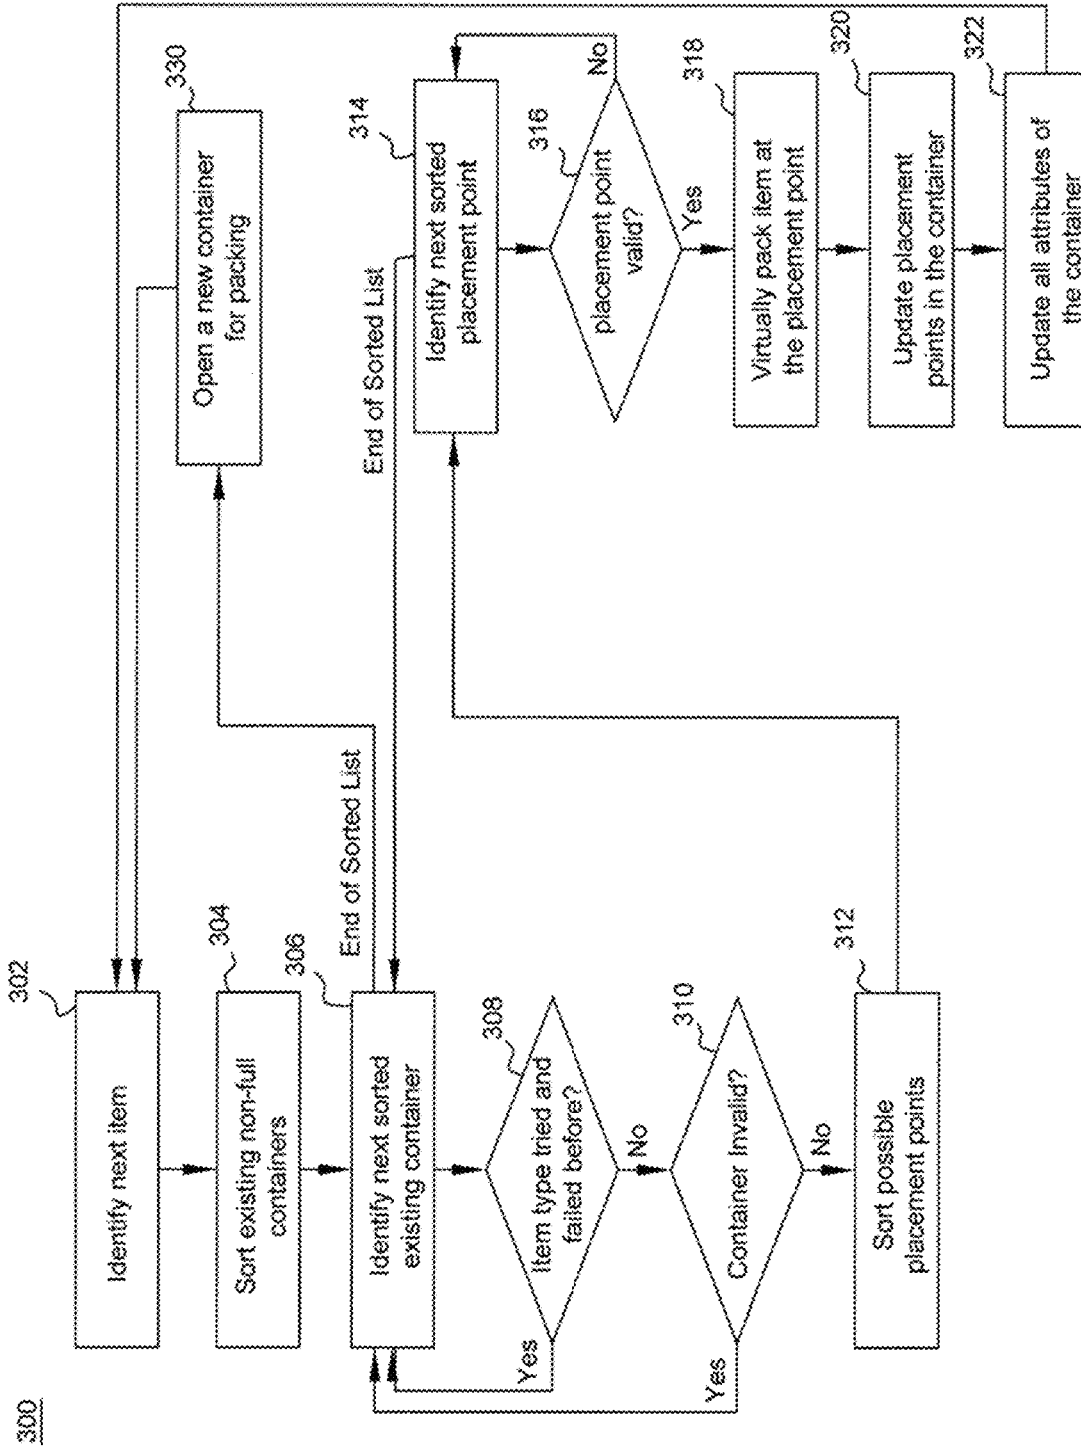 300
302
Identify next item
304
Sort existing non-full
containers
306
Identify next sorted
existing container
End of Sorted List
308
Item type tried and
failed before?
Yes
No
310
Container Invalid?
Yes
No
312
Sort possible
placement points
330
Open a new container
for packing
End of Sorted List
314
Identify next sorted
placement point
316
placement point
valid?
No
Yes
318
Virtually pack item at
the placement point
320
Update placement
points in the container
322
Update all attributes of
the container